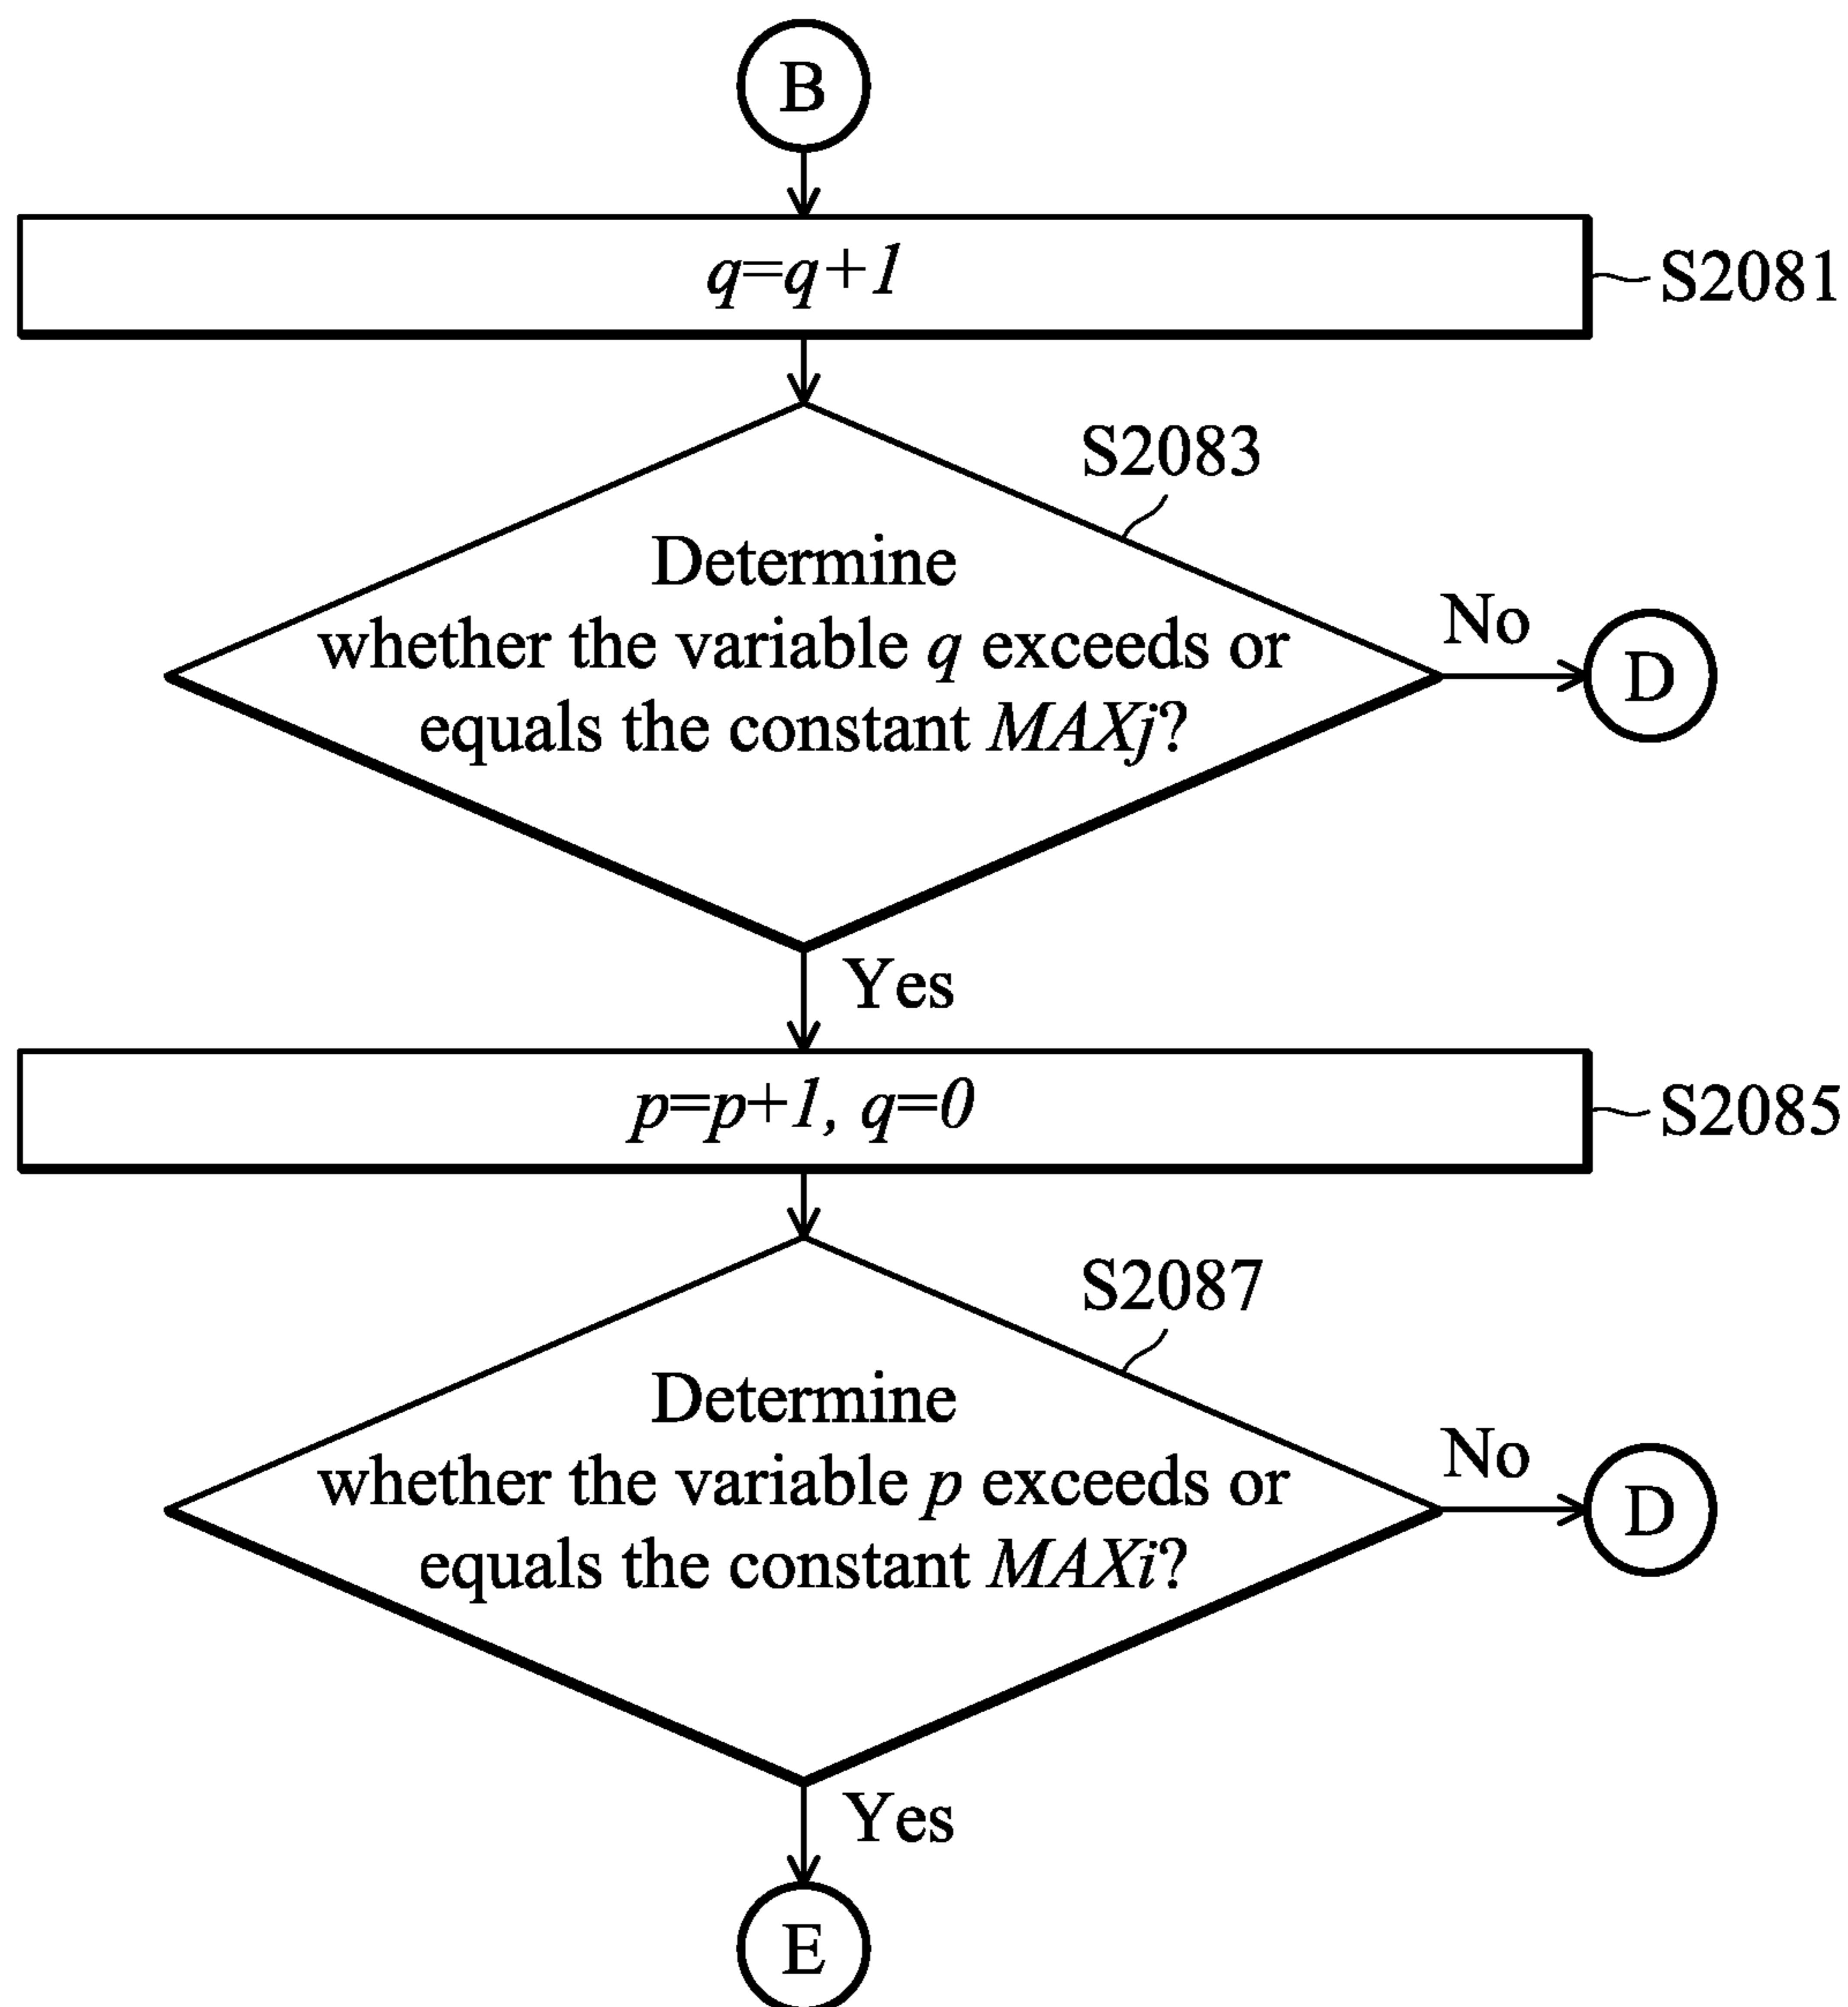 B
q=q+1
S2081
S2083
Determine
whether the variable q exceeds or
equals the constant MAXj?
No
D
Yes
p=p+1, q=0
S2085
S2087
Determine
whether the variable p exceeds or
equals the constant MAXi?
No
D
Yes
E